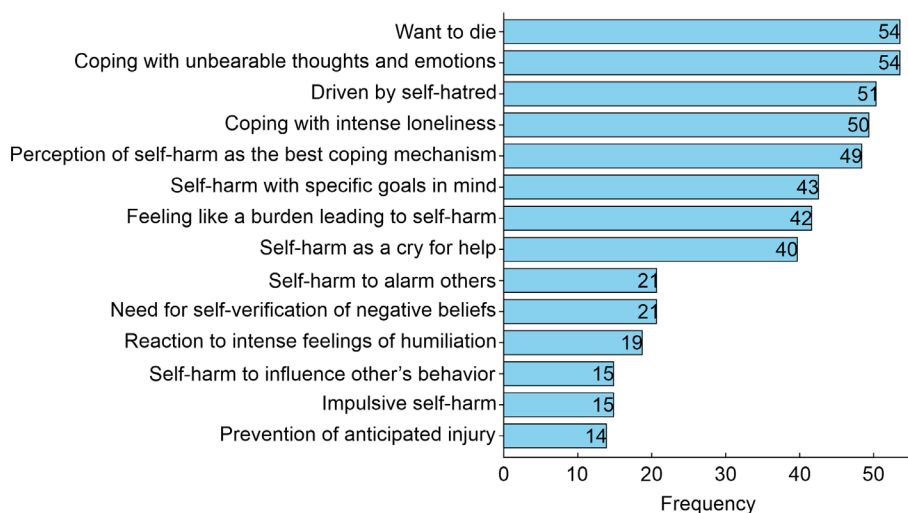 Want to die 54
Coping with unbearable thoughts and emotions 54
Driven by self-hatred 51
Coping with intense loneliness 50
Perception of self-harm as the best coping mechanism 49
Self-harm with specific goals in mind 43
Feeling like a burden leading to self-harm 42
Self-harm as a cry for help 40
Self-harm to alarm others 21
Need for self-verification of negative beliefs 21
Reaction to intense feelings of humiliation 19
Self-harm to influence other's behavior 15
Impulsive self-harm 15
Prevention of anticipated injury 14
0 10 20 30 40 50
Frequency